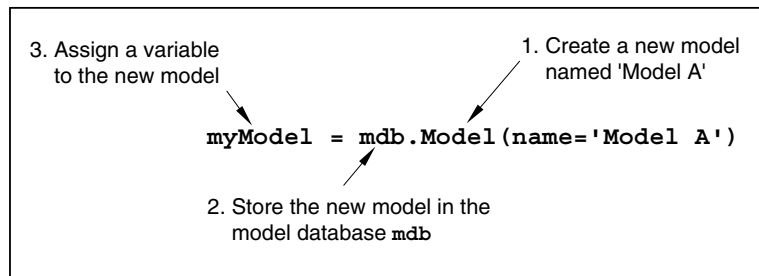 3. Assign a variable
to the new model
1. Create a new model
named 'Model A'
myModel = mdb.Model(name='Model A')
2. Store the new model in the
model database mdb